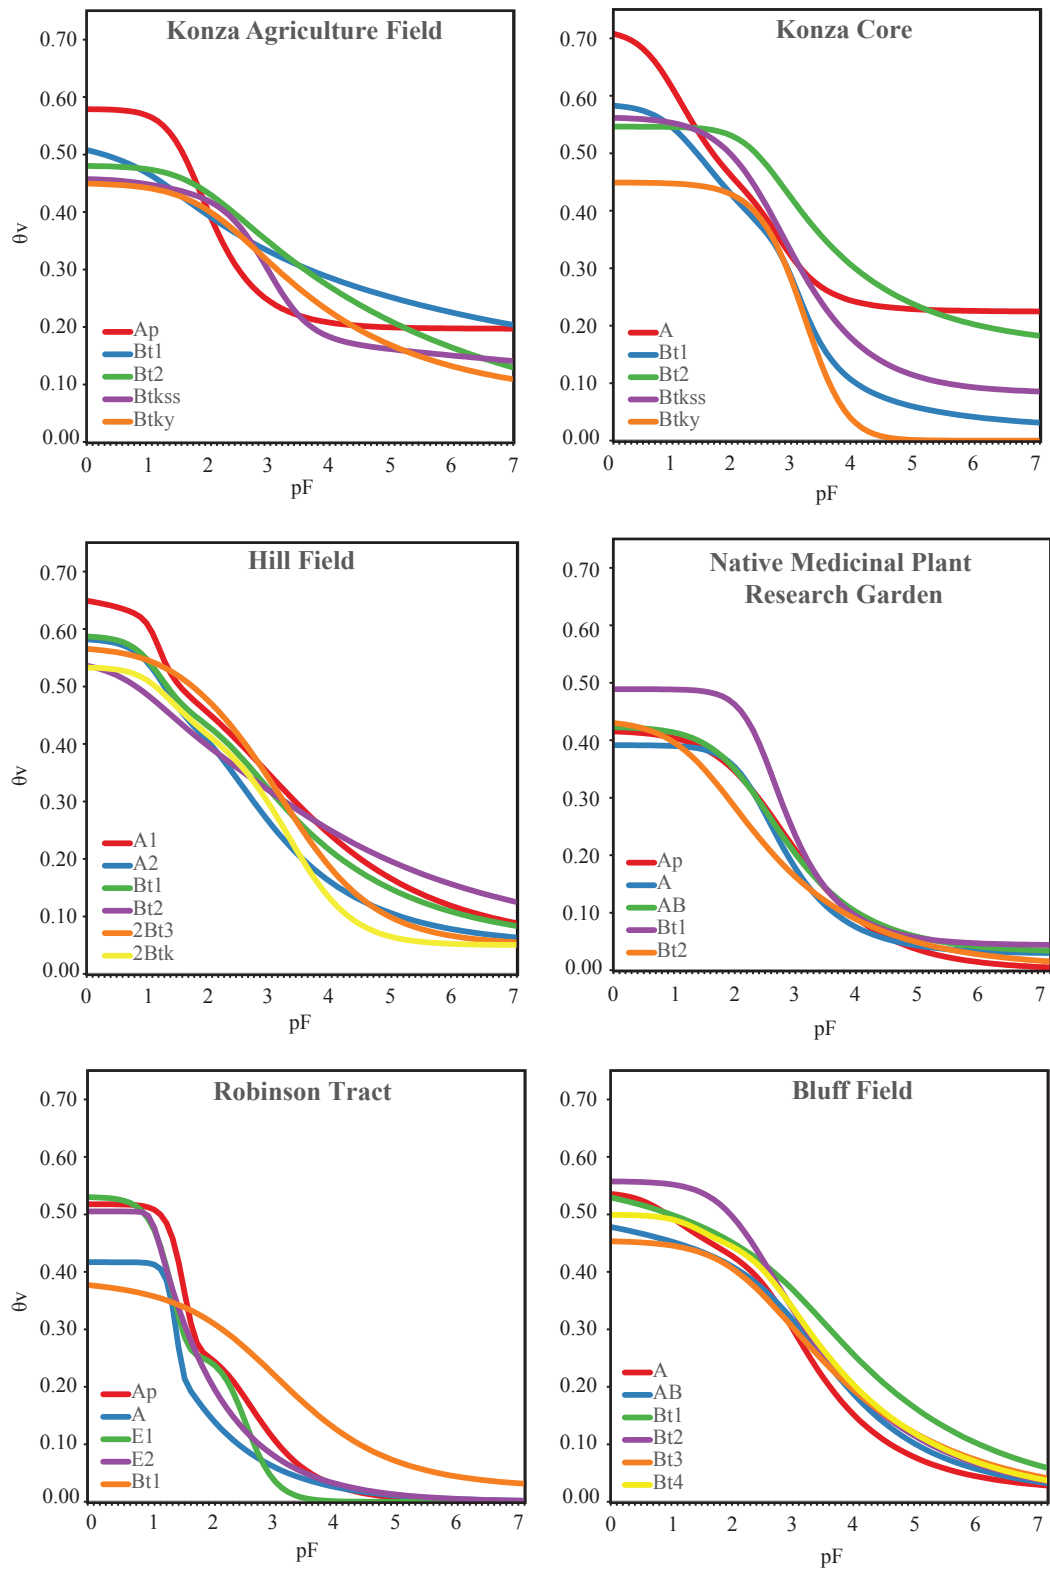 Konza Agriculture Field
0.70
0.60
0.50
0.40
θv
0.30
0.20
0.10
0.00
Ap
Bt1
Bt2
Btkss
Btky
0 1 2 3 4 5 6 7
pF
Konza Core
0.70
0.60
0.50
0.40
0.30
0.20
0.10
0.00
A
Bt1
Bt2
Btkss
Btky
0 1 2 3 4 5 6 7
pF
Hill Field
0.70
0.60
0.50
0.40
θv
0.30
0.20
0.10
0.00
A1
A2
Bt1
Bt2
2Bt3
2Btk
0 1 2 3 4 5 6 7
pF
Native Medicinal Plant
Research Garden
0.70
0.60
0.50
0.40
0.30
0.20
0.10
0.00
Ap
A
AB
Bt1
Bt2
0 1 2 3 4 5 6 7
pF
Robinson Tract
0.70
0.60
0.50
0.40
θv
0.30
0.20
0.10
0.00
Ap
A
E1
E2
Bt1
0 1 2 3 4 5 6 7
pF
Bluff Field
0.70
0.60
0.50
0.40
0.30
0.20
0.10
0.00
A
AB
Bt1
Bt2
Bt3
Bt4
0 1 2 3 4 5 6 7
pF